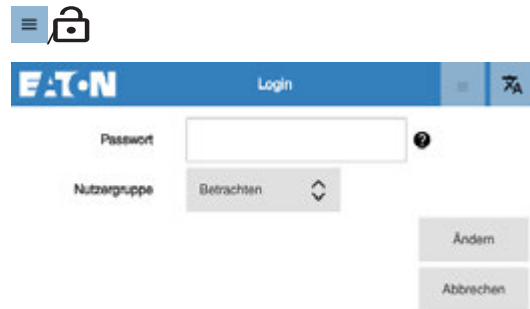 EATON
Login
Passwort
Nutzergruppe
Betrachten
Ändern
Abbrechen